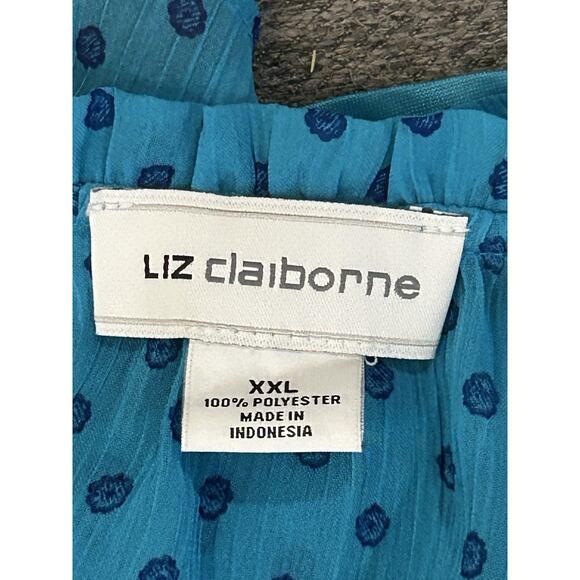 LIZ claiborne
XXL
100% POLYESTER
MADE IN
INDONESIA